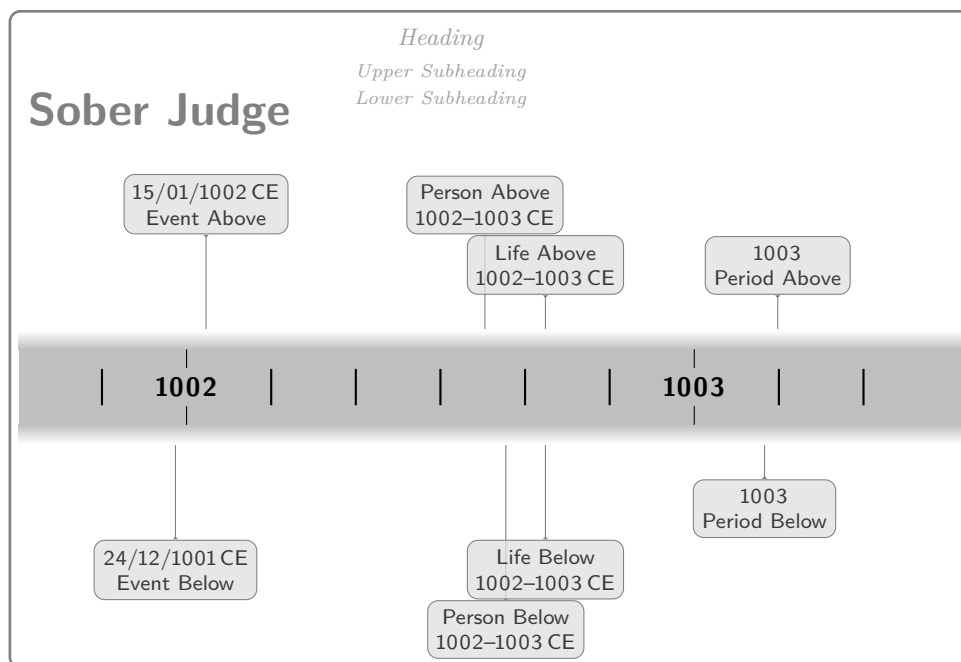 Heading
Upper Subheading
Lower Subheading
Sober Judge
15/01/1002 CE
Event Above
Person Above
1002–1003 CE
Life Above
1002–1003 CE
1003
Period Above
1002
1003
1003
Period Below
24/12/1001 CE
Event Below
Life Below
1002–1003 CE
Person Below
1002–1003 CE